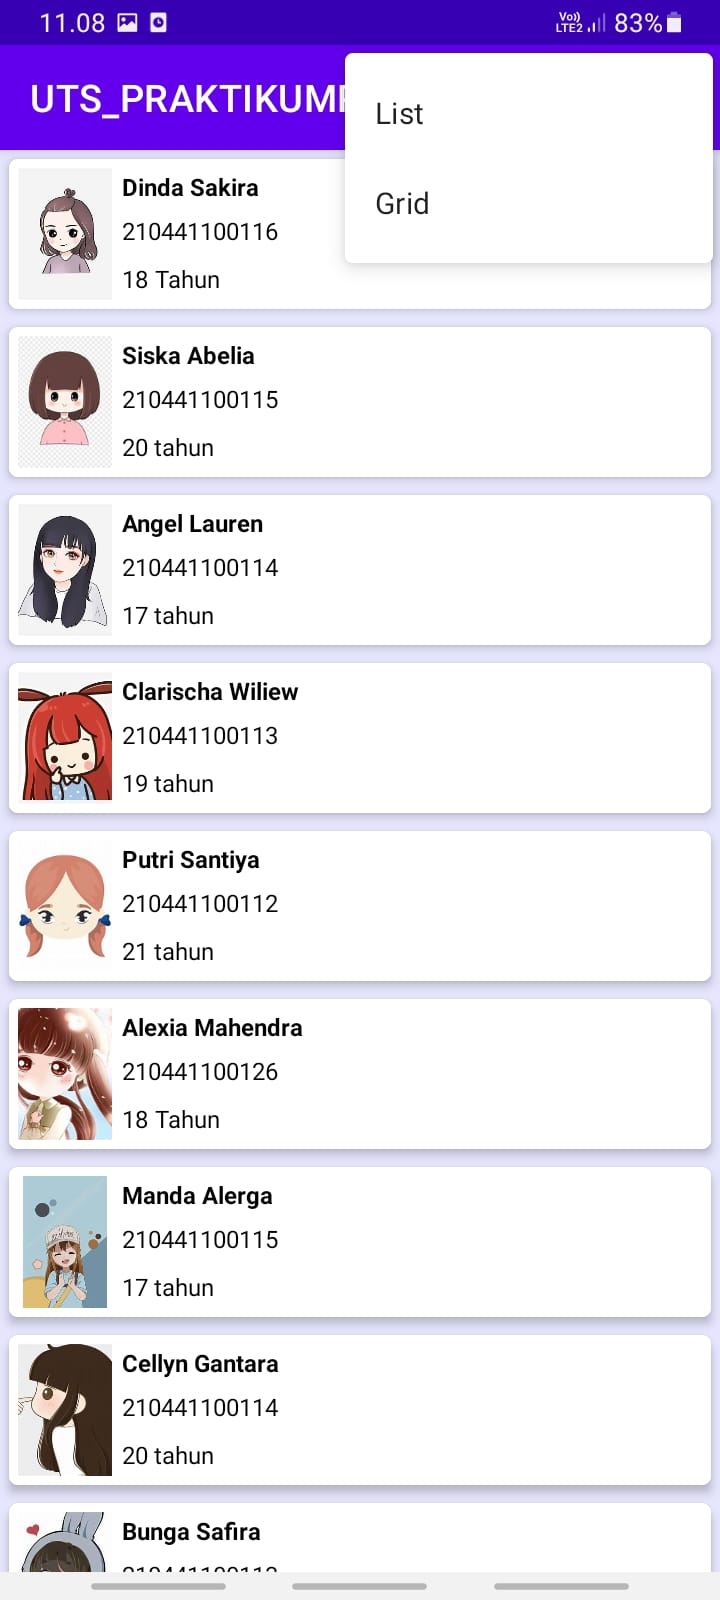 11.08
Vo)) LTE2 83%
UTS_PRAKTIKUM
List
Grid
Dinda Sakira
210441100116
18 Tahun
Siska Abelia
210441100115
20 tahun
Angel Lauren
210441100114
17 tahun
Clarischa Wiliew
210441100113
19 tahun
Putri Santiya
210441100112
21 tahun
Alexia Mahendra
210441100126
18 Tahun
Manda Alerga
210441100115
17 tahun
Cellyn Gantara
210441100114
20 tahun
Bunga Safira